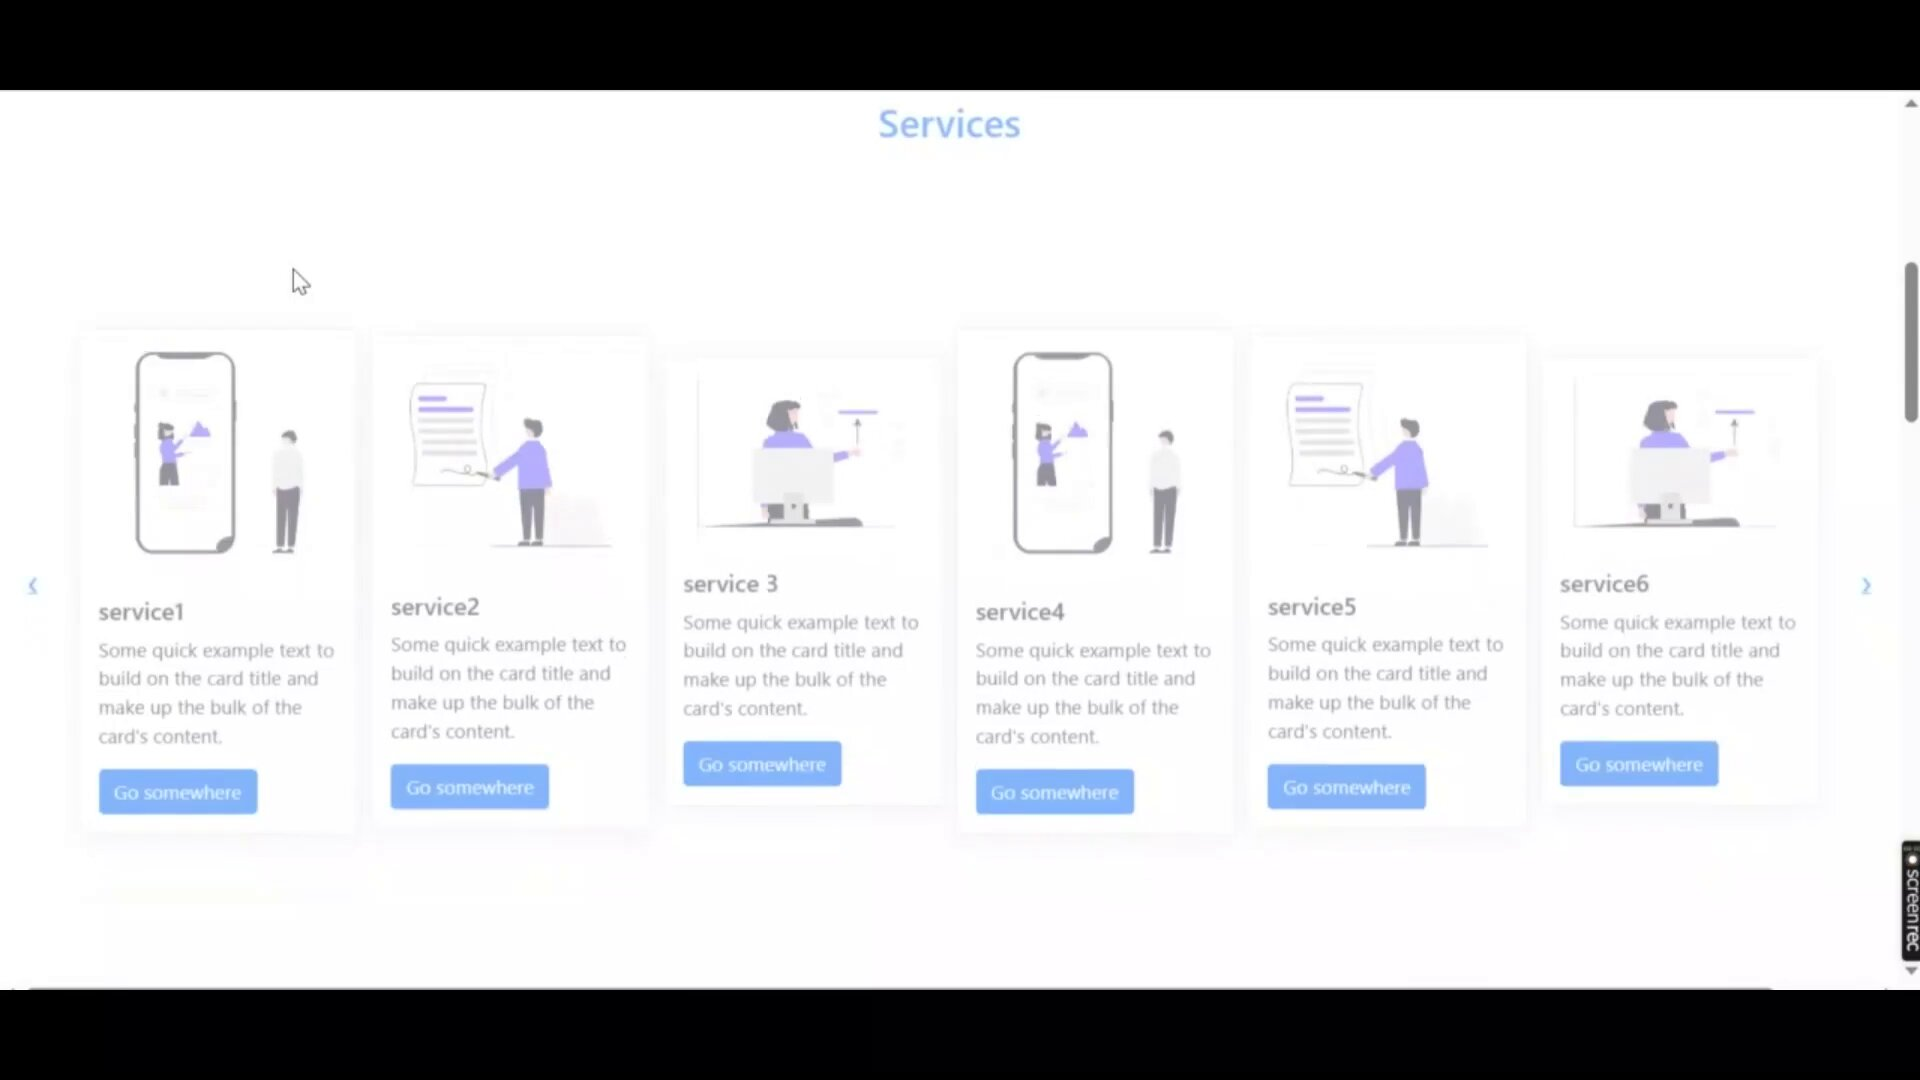 Services
service1
Some quick example text to
build on the card title and
make up the bulk of the
card's content.
Go somewhere
service2
Some quick example text to
build on the card title and
make up the bulk of the
card's content.
Go somewhere
service 3
Some quick example text to
build on the card title and
make up the bulk of the
card's content.
Go somewhere
service4
Some quick example text to
build on the card title and
make up the bulk of the
card's content.
Go somewhere
service5
Some quick example text to
build on the card title and
make up the bulk of the
card's content.
Go somewhere
service6
Some quick example text to
build on the card title and
make up the bulk of the
card's content.
Go somewhere
screenrec